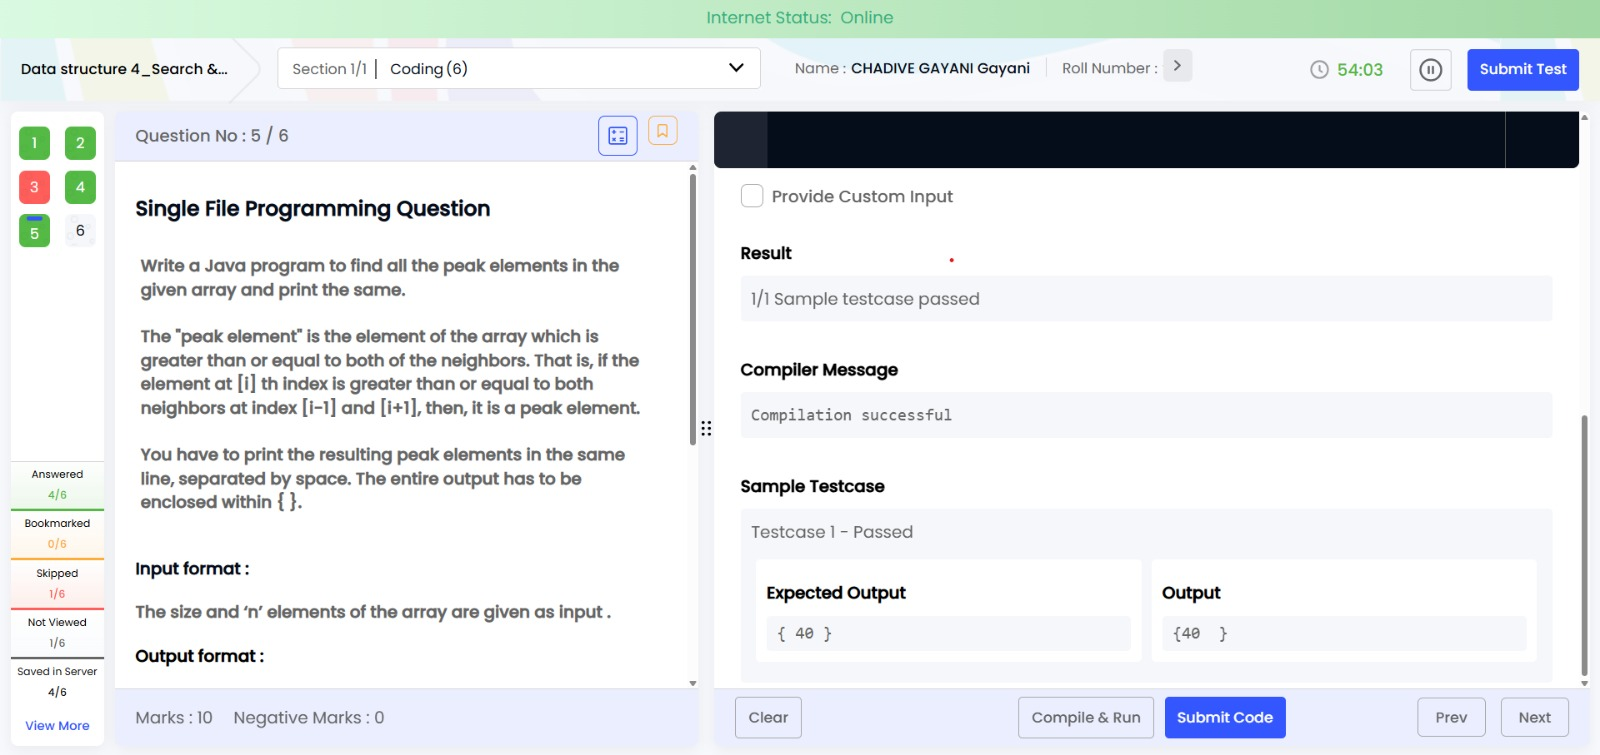 Internet Status: Online
Data structure 4_Search &...
Section 1/1 | Coding (6)
Name : CHADIVE GAYANI Gayani
Roll Number :
54:03
Submit Test
1 2
3 4
5 6
Answered
4/6
Bookmarked
0/6
Skipped
1/6
Not Viewed
1/6
Saved in Server
4/6
View More
Question No : 5 / 6
Single File Programming Question
Write a Java program to find all the peak elements in the
given array and print the same.
The "peak element" is the element of the array which is
greater than or equal to both of the neighbors. That is, if the
element at [i] th index is greater than or equal to both
neighbors at index [i-1] and [i+1], then, it is a peak element.
You have to print the resulting peak elements in the same
line, separated by space. The entire output has to be
enclosed within { }.
Input format :
The size and ‘n’ elements of the array are given as input .
Output format :
Marks : 10 Negative Marks : 0
Provide Custom Input
Result
1/1 Sample testcase passed
Compiler Message
Compilation successful
Sample Testcase
Testcase 1 - Passed
Expected Output
{ 40 }
Output
{40  }
Clear
Compile & Run
Submit Code
Prev
Next